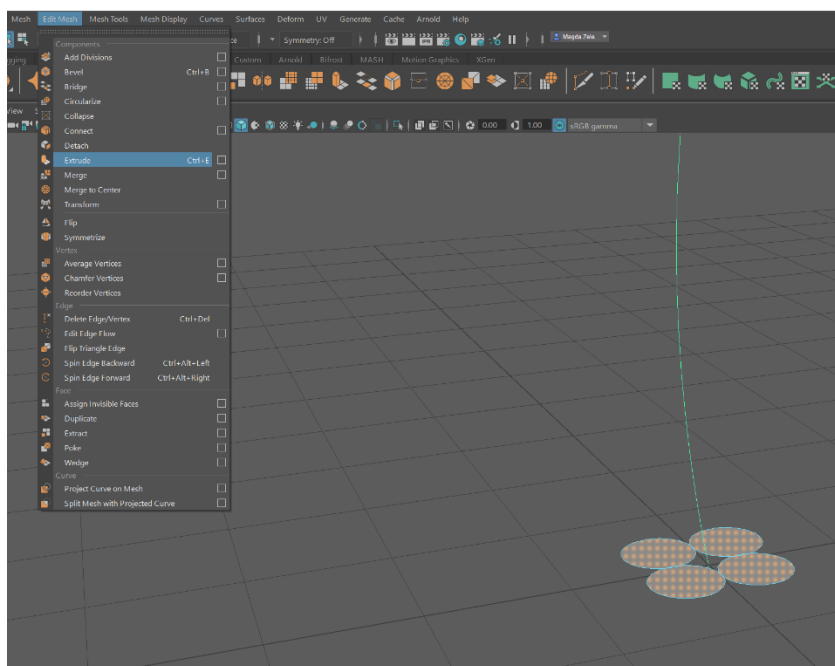 Mesh Edit Mesh Mesh Tools Mesh Display Curves Surfaces Deform UV Generate Cache Arnold Help
Symmetry: Off
Magda Zwia
Custom Arnold Bifrost MASH Motion Graphics XGen
View
0.00 1.00 sRGB gamma
Components
Add Divisions
Bevel Ctrl+B
Bridge
Circularize
Collapse
Connect
Detach
Extrude Ctrl+E
Merge
Merge to Center
Transform
Flip
Symmetrize
Vertex
Average Vertices
Chamfer Vertices
Reorder Vertices
Edge
Delete Edge/Vertex Ctrl+Del
Edit Edge Flow
Flip Triangle Edge
Spin Edge Backward Ctrl+Alt+Left
Spin Edge Forward Ctrl+Alt+Right
Face
Assign Invisible Faces
Duplicate
Extract
Poke
Wedge
Curve
Project Curve on Mesh
Split Mesh with Projected Curve